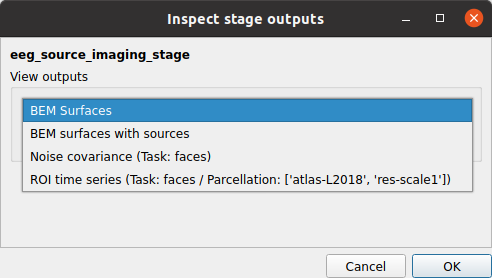 Inspect stage outputs
eeg_source_imaging_stage
View outputs
BEM Surfaces
BEM surfaces with sources
Noise covariance (Task: faces)
ROI time series (Task: faces / Parcellation: ['atlas-L2018', 'res-scale1'])
Cancel
OK